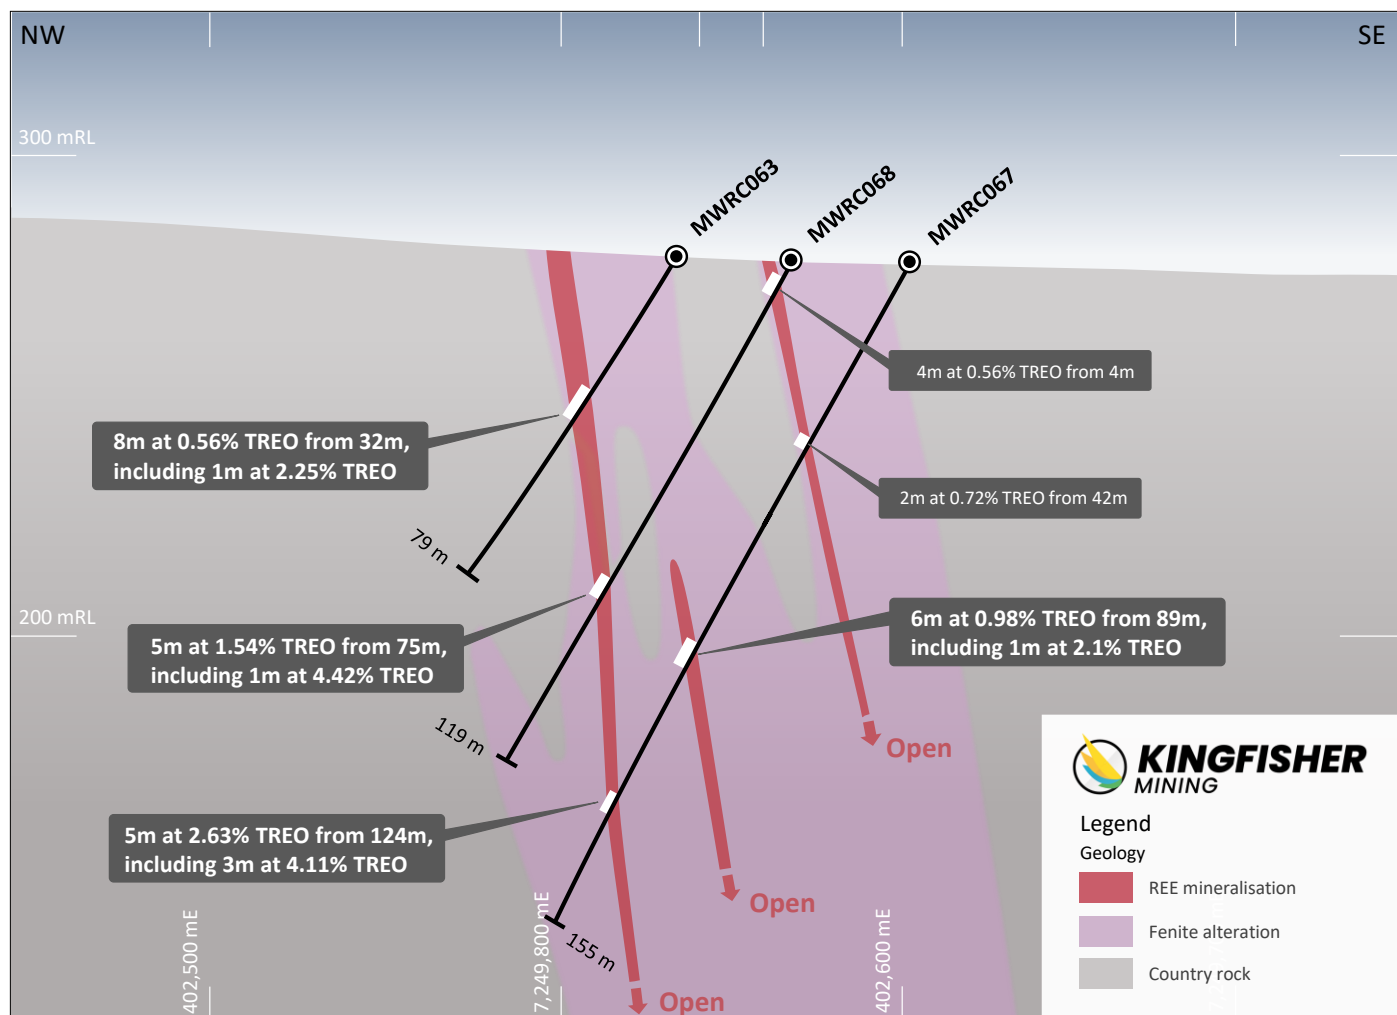 NW
SE
300 mRL
MWRC063
MWRC068
MWRC067
4m at 0.56% TREO from 4m
8m at 0.56% TREO from 32m,
including 1m at 2.25% TREO
2m at 0.72% TREO from 42m
79 m
200 mRL
6m at 0.98% TREO from 89m,
including 1m at 2.1% TREO
5m at 1.54% TREO from 75m,
including 1m at 4.42% TREO
119 m
Open
5m at 2.63% TREO from 124m,
including 3m at 4.11% TREO
Open
155 m
Open
402,500 mE
7,249,800 mE
402,600 mE
KINGFISHER
MINING
Legend
Geology
REE mineralisation
Fenite alteration
Country rock